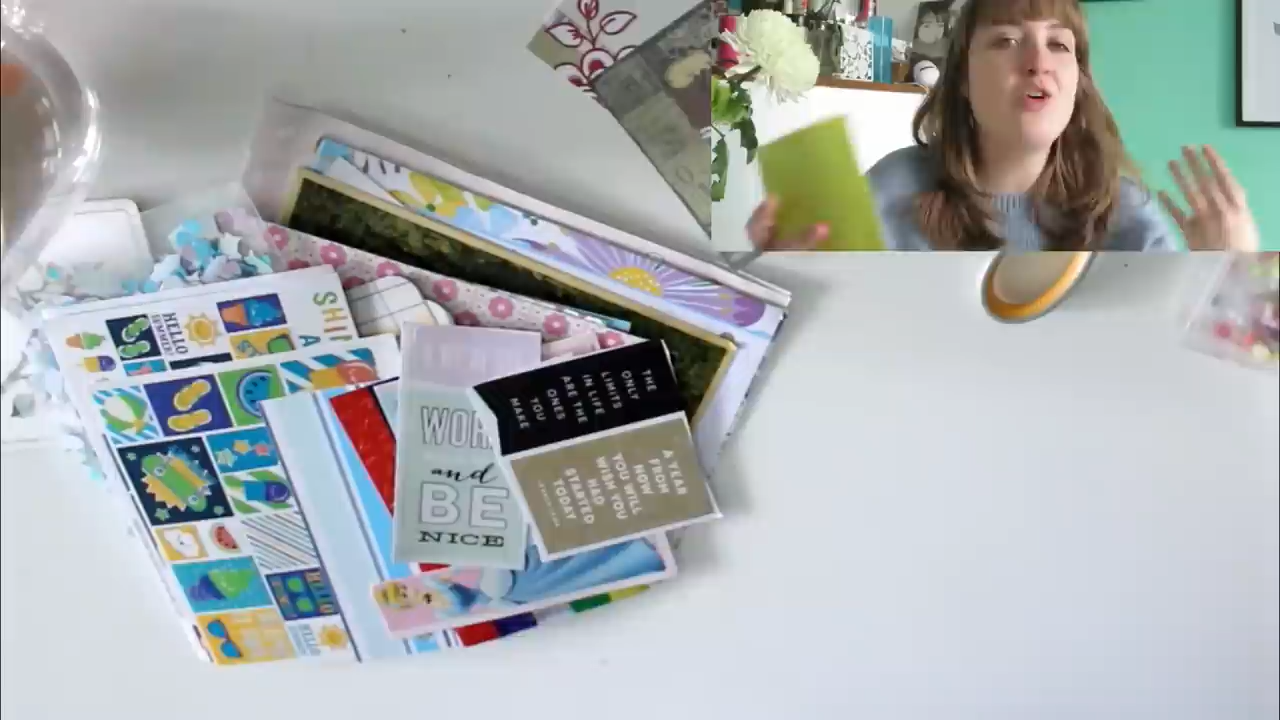 HELLO
SUMMER
SHI
A
WOR
and
BE
NICE
THE
ONLY
LIMITS
IN LIFE
ARE THE
ONES
YOU
MAKE
A YEAR
FROM
NOW
YOU WILL
WISH YOU
HAD
STARTED
TODAY
HELLO
HELLO